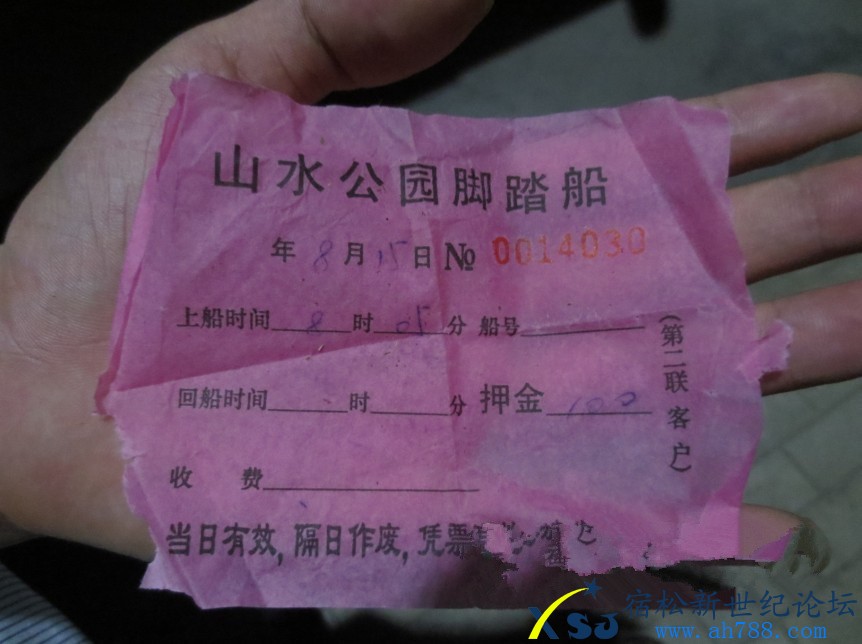 山水公园脚踏船
年 8 月 15 日 № 0014030
上船时间 8 时 05 分 船号
回船时间 时 分 押金 100
收 费
(第二联 客户)
当日有效, 隔日作废, 凭票
XSJ 宿松新世纪论坛
www.ah788.com